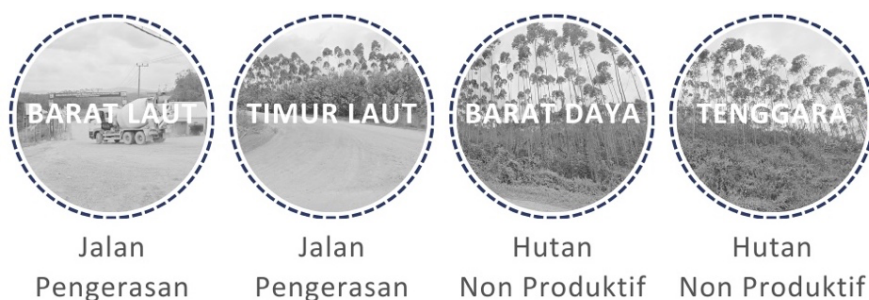 BARAT LAUT
TIMUR LAUT
BARAT DAYA
TENGGARA
Jalan
Pengerasan
Jalan
Pengerasan
Hutan
Non Produktif
Hutan
Non Produktif